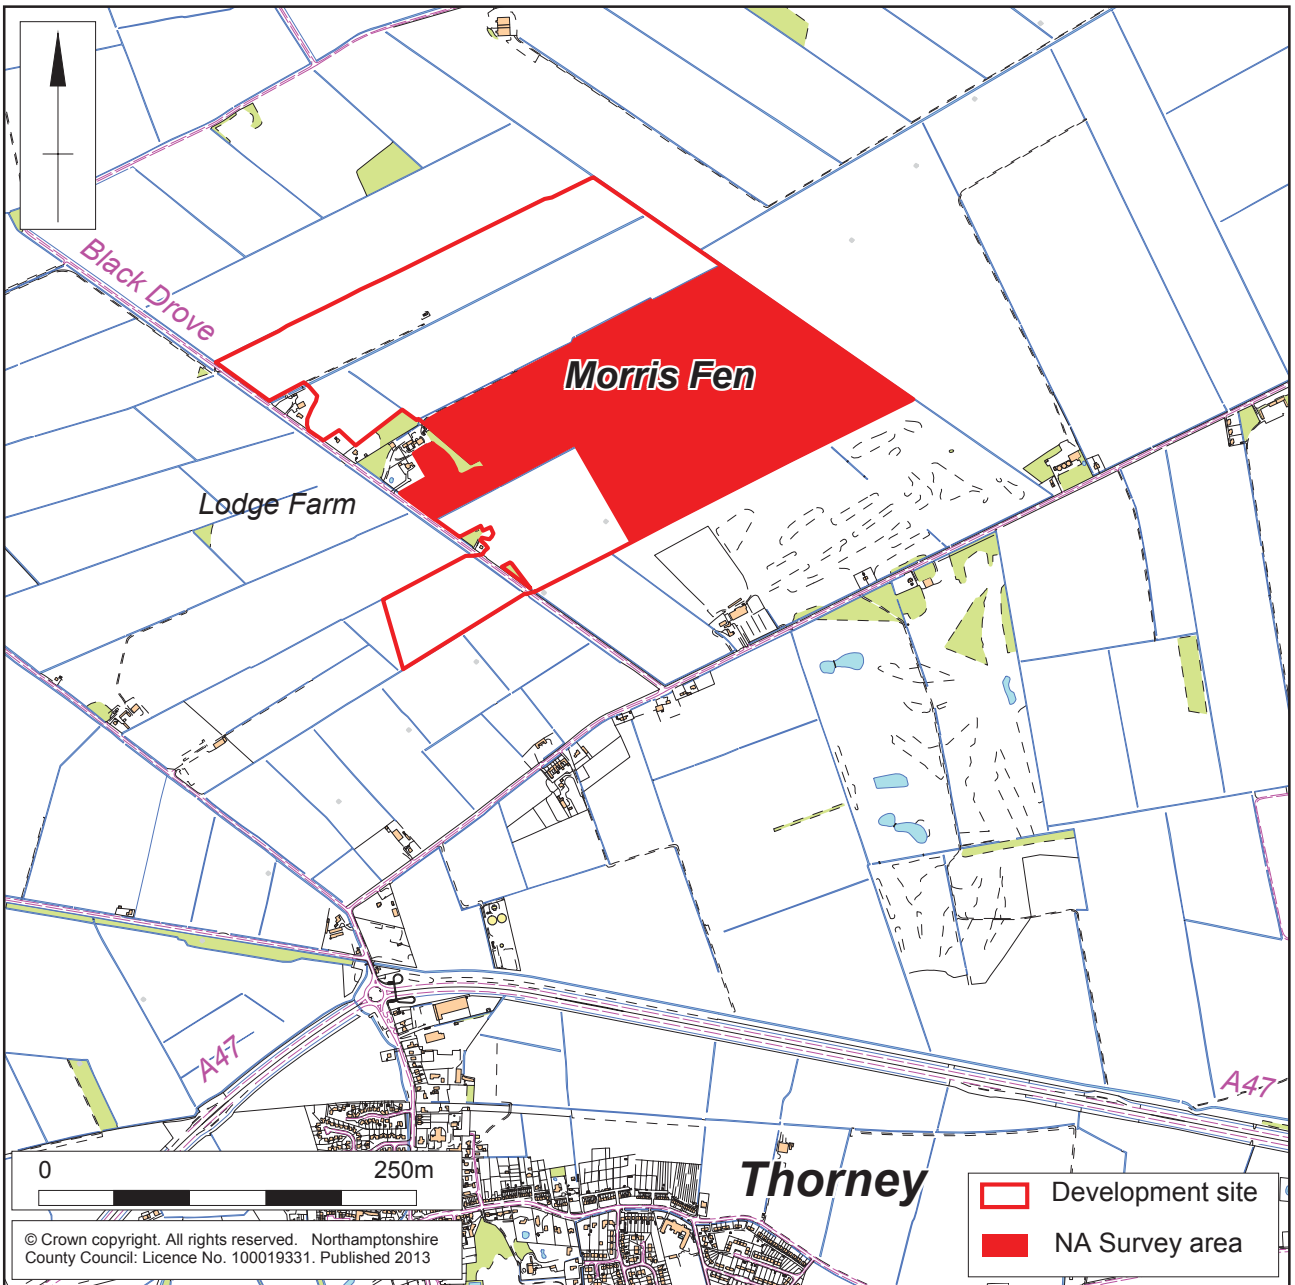 Black Drove
Morris Fen
Lodge Farm
A47
A47
Thorney
0 250m
Development site
NA Survey area
© Crown copyright. All rights reserved. Northamptonshire
County Council: Licence No. 100019331. Published 2013